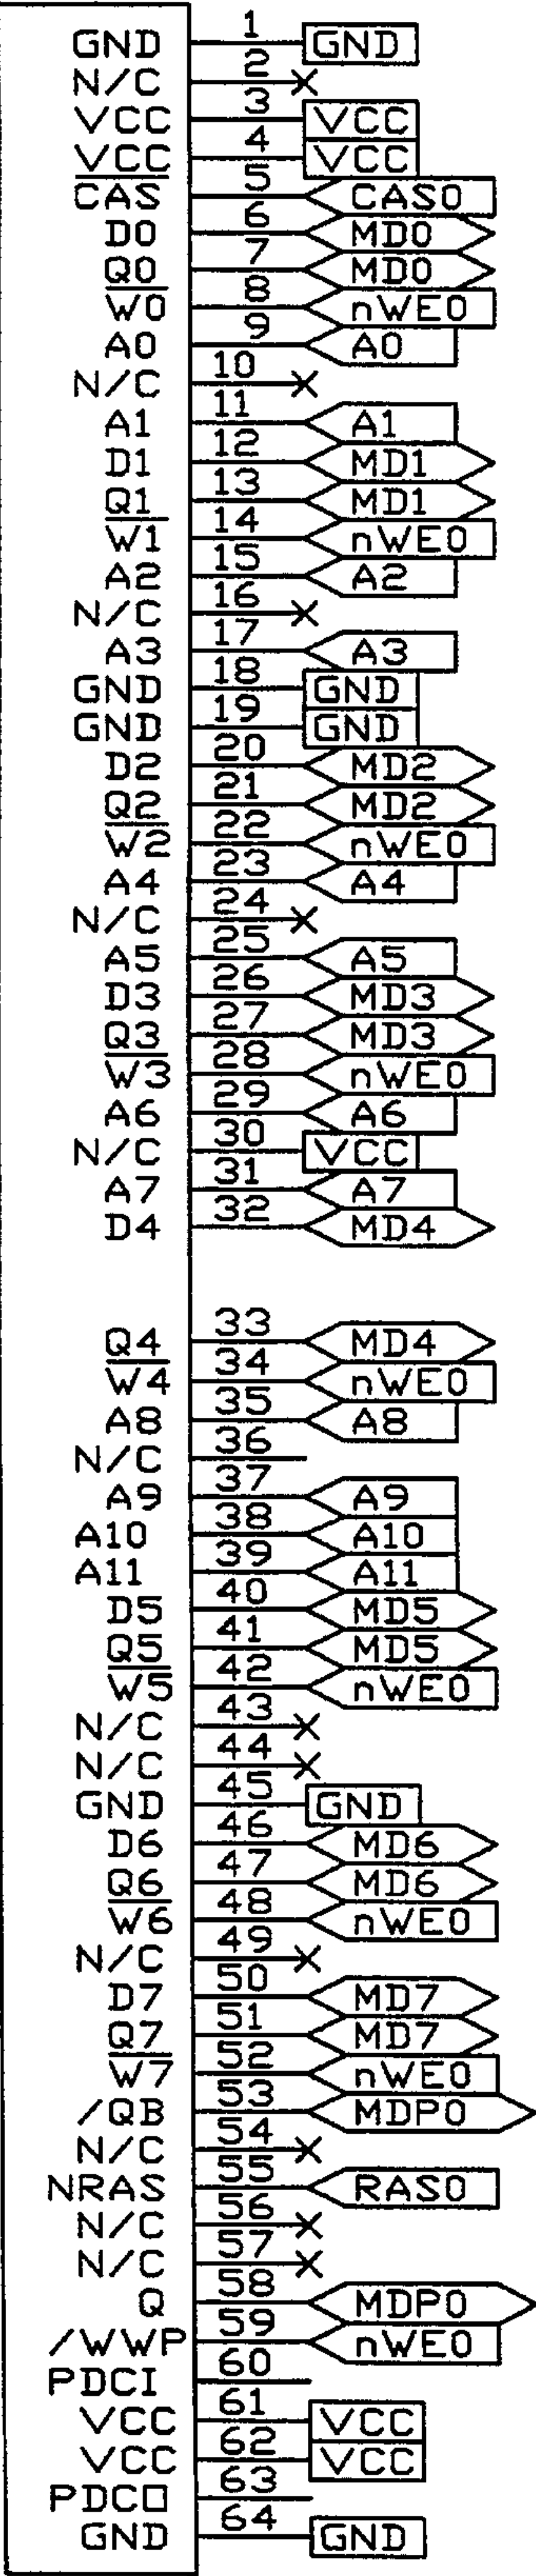 GND 1 GND
N/C 2
VCC 3 VCC
VCC 4 VCC
CAS 5 CAS0
D0 6 MD0
Q0 7 MD0
W0 8 nWE0
A0 9 A0
N/C 10
A1 11 A1
D1 12 MD1
Q1 13 MD1
W1 14 nWE0
A2 15 A2
N/C 16
A3 17 A3
GND 18 GND
GND 19 GND
D2 20 MD2
Q2 21 MD2
W2 22 nWE0
A4 23 A4
N/C 24
A5 25 A5
D3 26 MD3
Q3 27 MD3
W3 28 nWE0
A6 29 A6
N/C 30 VCC
A7 31 A7
D4 32 MD4
Q4 33 MD4
W4 34 nWE0
A8 35 A8
N/C 36
A9 37 A9
A10 38 A10
A11 39 A11
D5 40 MD5
Q5 41 MD5
W5 42 nWE0
N/C 43
N/C 44
GND 45 GND
D6 46 MD6
Q6 47 MD6
W6 48 nWE0
N/C 49
D7 50 MD7
Q7 51 MD7
W7 52 nWE0
/QB 53 MDP0
N/C 54
NRAS 55 RAS0
N/C 56
N/C 57
Q 58 MDP0
/WWP 59 nWE0
PDCI 60
VCC 61 VCC
VCC 62 VCC
PDCO 63
GND 64 GND